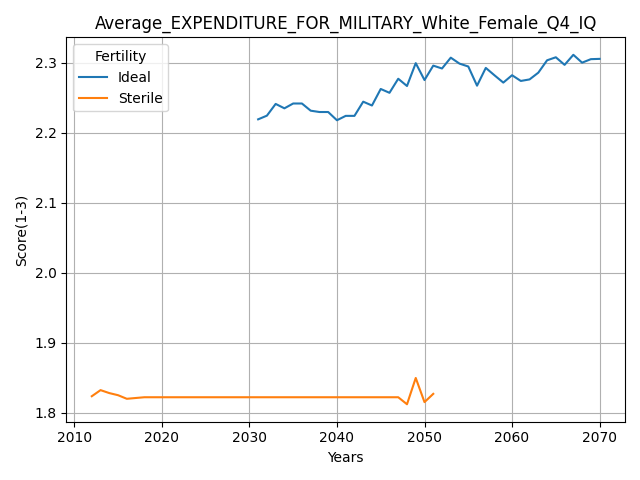 Average_EXPENDITURE_FOR_MILITARY_White_Female_Q4_IQ
Fertility
Ideal
Sterile
Score(1-3)
2.3
2.2
2.1
2.0
1.9
1.8
2010 2020 2030 2040 2050 2060 2070
Years